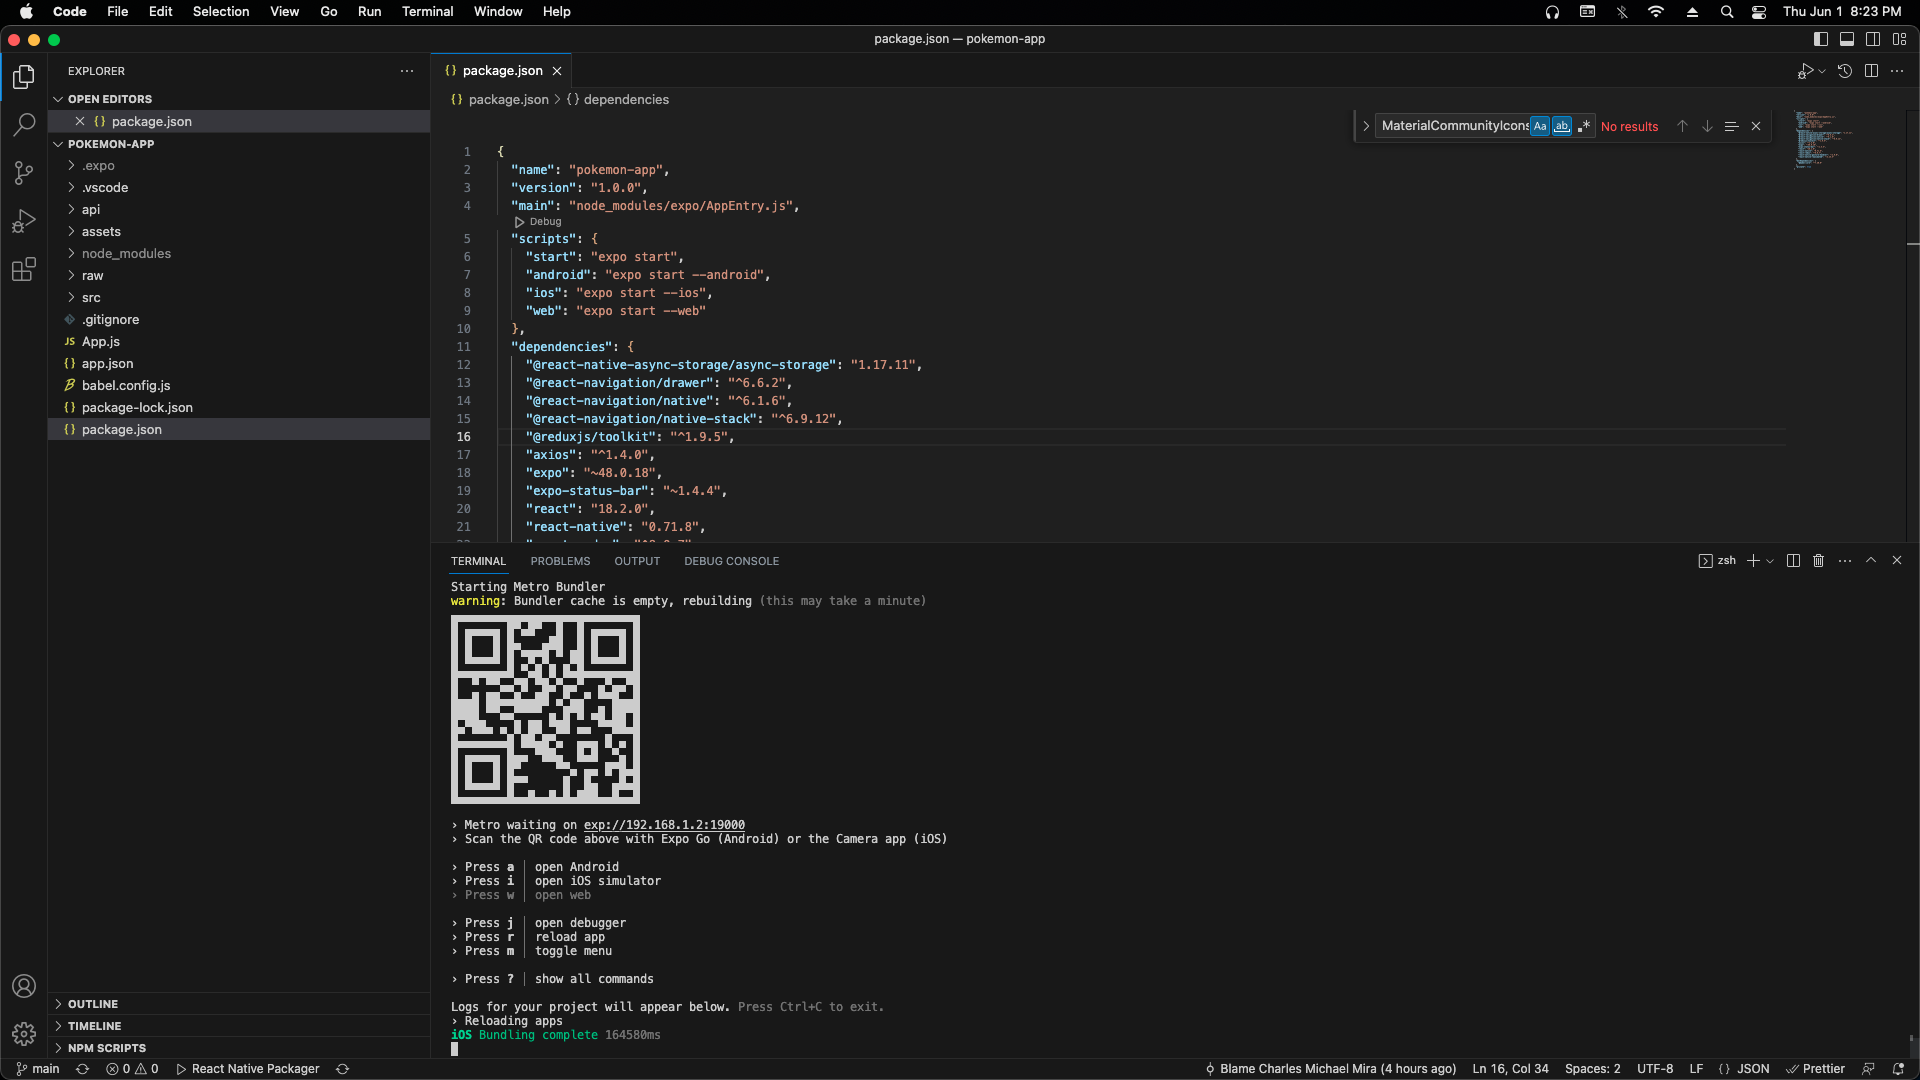 Code File Edit Selection View Go Run Terminal Window Help Thu Jun 1 8:23 PM
package.json — pokemon-app
EXPLORER
OPEN EDITORS
{} package.json
POKEMON-APP
.expo
.vscode
api
assets
node_modules
raw
src
.gitignore
JS App.js
{} app.json
babel.config.js
{} package-lock.json
{} package.json
OUTLINE
TIMELINE
NPM SCRIPTS
{} package.json
{} package.json > {} dependencies
MaterialCommunityIcons Aa ab .* No results
1 {
2 "name": "pokemon-app",
3 "version": "1.0.0",
4 "main": "node_modules/expo/AppEntry.js",
Debug
5 "scripts": {
6 "start": "expo start",
7 "android": "expo start --android",
8 "ios": "expo start --ios",
9 "web": "expo start --web"
10 },
11 "dependencies": {
12 "@react-native-async-storage/async-storage": "1.17.11",
13 "@react-navigation/drawer": "^6.6.2",
14 "@react-navigation/native": "^6.1.6",
15 "@react-navigation/native-stack": "^6.9.12",
16 "@reduxjs/toolkit": "^1.9.5",
17 "axios": "^1.4.0",
18 "expo": "~48.0.18",
19 "expo-status-bar": "~1.4.4",
20 "react": "18.2.0",
21 "react-native": "0.71.8",
TERMINAL PROBLEMS OUTPUT DEBUG CONSOLE zsh
Starting Metro Bundler
warning: Bundler cache is empty, rebuilding (this may take a minute)
› Metro waiting on exp://192.168.1.2:19000
› Scan the QR code above with Expo Go (Android) or the Camera app (iOS)
› Press a │ open Android
› Press i │ open iOS simulator
› Press w │ open web
› Press j │ open debugger
› Press r │ reload app
› Press m │ toggle menu
› Press ? │ show all commands
Logs for your project will appear below. Press Ctrl+C to exit.
› Reloading apps
iOS Bundling complete 164580ms
main 0 0 React Native Packager Blame Charles Michael Mira (4 hours ago) Ln 16, Col 34 Spaces: 2 UTF-8 LF {} JSON Prettier